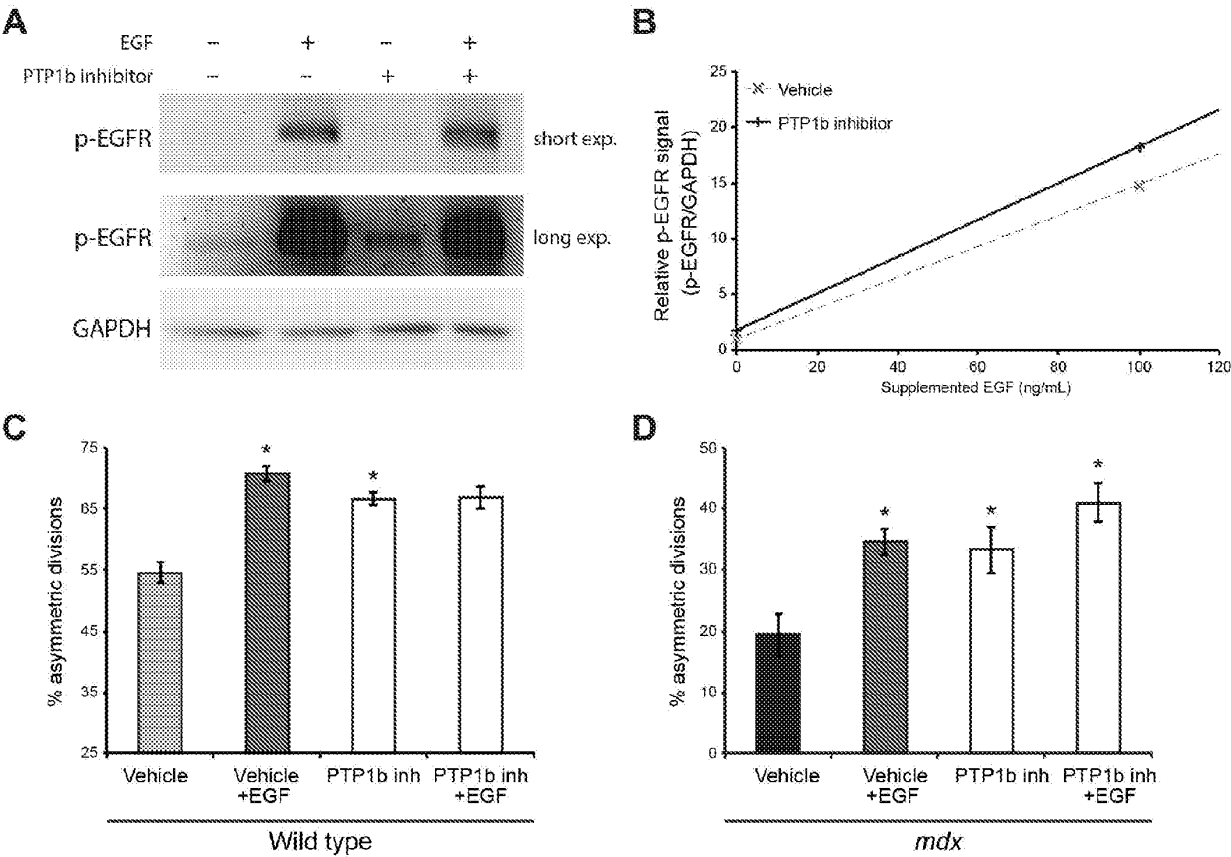 A
EGF - + - +
PTP1b inhibitor - - + +
p-EGFR short exp.
p-EGFR long exp.
GAPDH
B
Relative p-EGFR signal
(p-EGFR/GAPDH)
25
20
15
10
5
0
Vehicle
PTP1b inhibitor
0 20 40 60 80 100 120
Supplemented EGF (ng/mL)
C
% asymmetric divisions
75
65
55
45
35
25
* *
Vehicle Vehicle PTP1b inh PTP1b inh
+EGF +EGF
Wild type
D
% asymmetric divisions
50
40
30
20
10
0
* * *
Vehicle Vehicle PTP1b inh PTP1b inh
+EGF +EGF
mdx